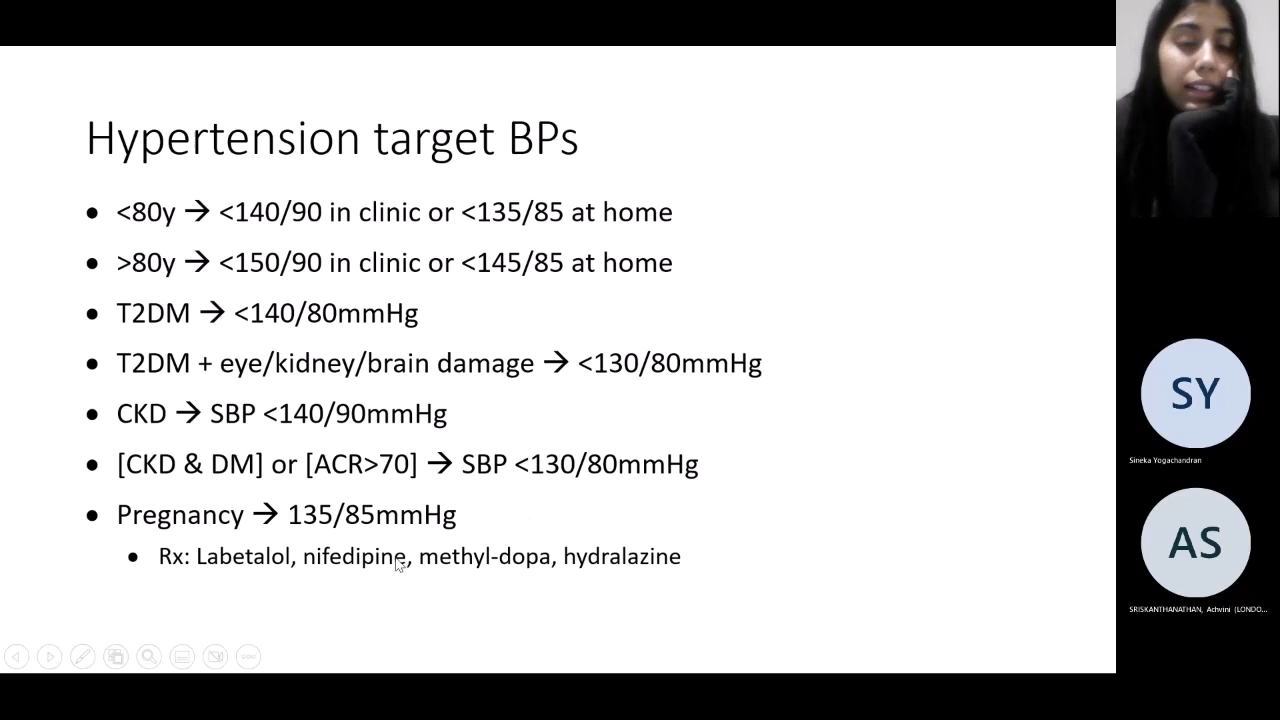 Hypertension target BPs
• <80y → <140/90 in clinic or <135/85 at home
• >80y → <150/90 in clinic or <145/85 at home
• T2DM → <140/80mmHg
• T2DM + eye/kidney/brain damage → <130/80mmHg
• CKD → SBP <140/90mmHg
• [CKD & DM] or [ACR>70] → SBP <130/80mmHg
• Pregnancy → 135/85mmHg
• Rx: Labetalol, nifedipine, methyl-dopa, hydralazine
SY
Sineka Yogachandran
AS
SRISKANTHANATHAN, Achvini (LONDO...